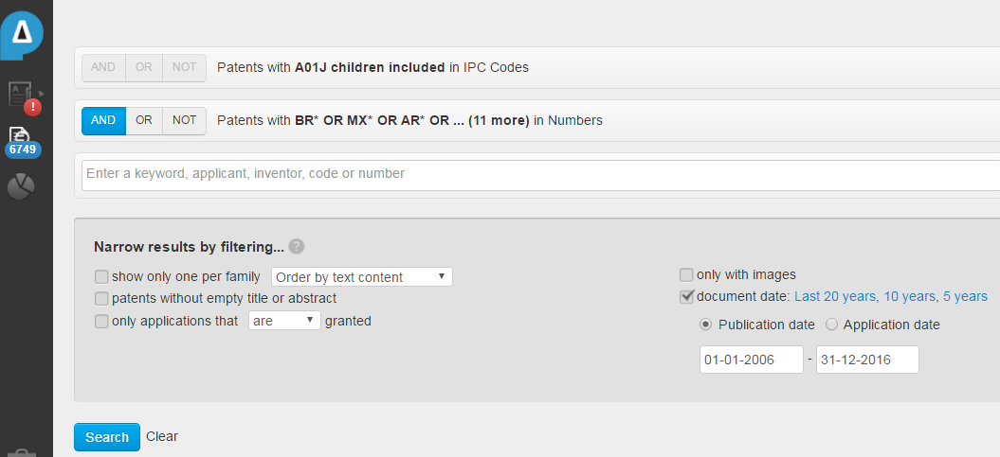 AND OR NOT Patents with A01J children included in IPC Codes
AND OR NOT Patents with BR* OR MX* OR AR* OR ... (11 more) in Numbers
!
6749
Enter a keyword, applicant, inventor, code or number
Narrow results by filtering... ?
show only one per family Order by text content
patents without empty title or abstract
only applications that are granted
only with images
document date: Last 20 years, 10 years, 5 years
Publication date Application date
01-01-2006 - 31-12-2016
Search Clear